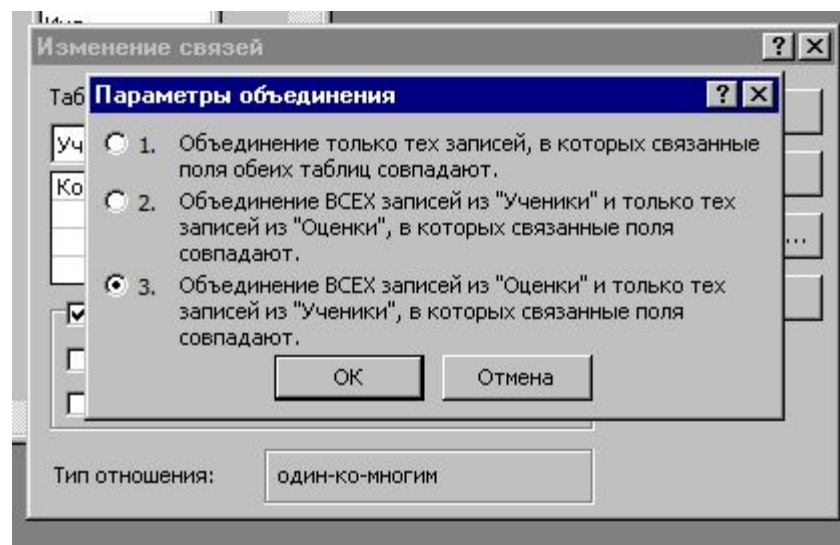 Изменение связей
Таб
Параметры объединения
Уч
1. Объединение только тех записей, в которых связанные
поля обеих таблиц совпадают.
Ко
2. Объединение ВСЕХ записей из "Ученики" и только тех
записей из "Оценки", в которых связанные поля
совпадают.
...
3. Объединение ВСЕХ записей из "Оценки" и только тех
записей из "Ученики", в которых связанные поля
совпадают.
ОК
Отмена
Тип отношения:
один-ко-многим